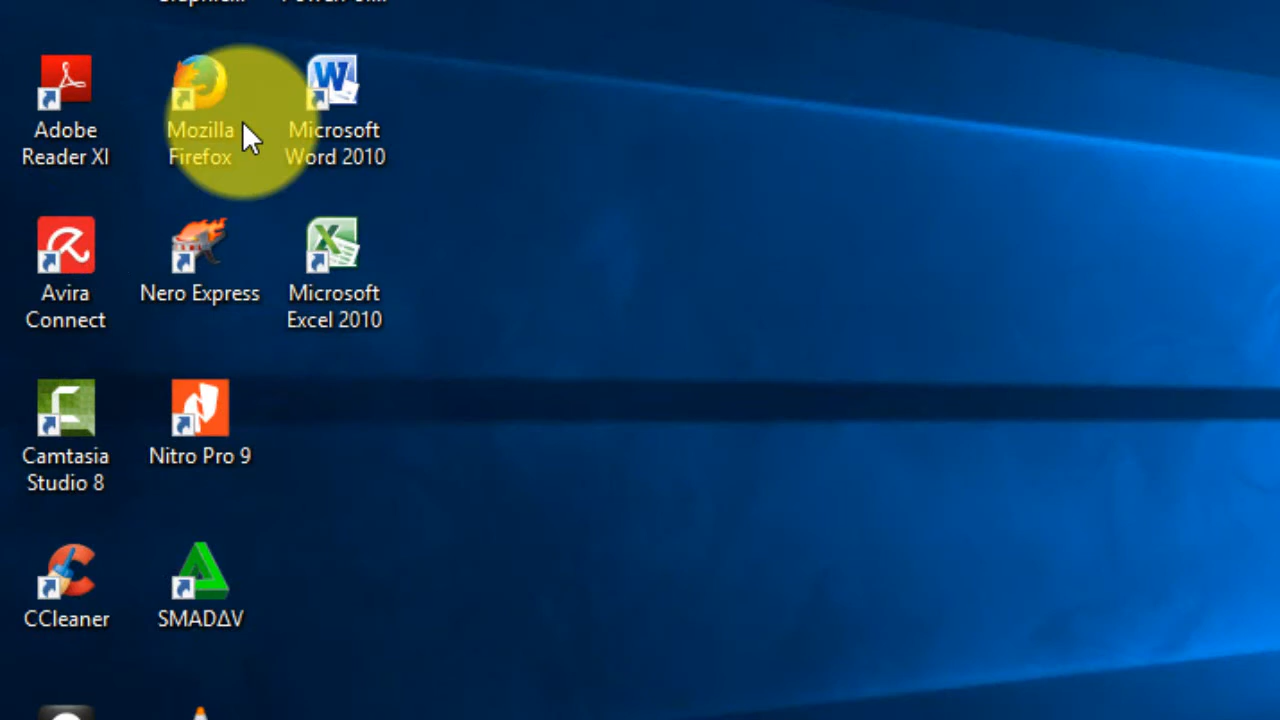 Adobe
Reader XI
Mozilla
Firefox
Microsoft
Word 2010
Avira
Connect
Nero Express
Microsoft
Excel 2010
Camtasia
Studio 8
Nitro Pro 9
CCleaner
SMADΔV